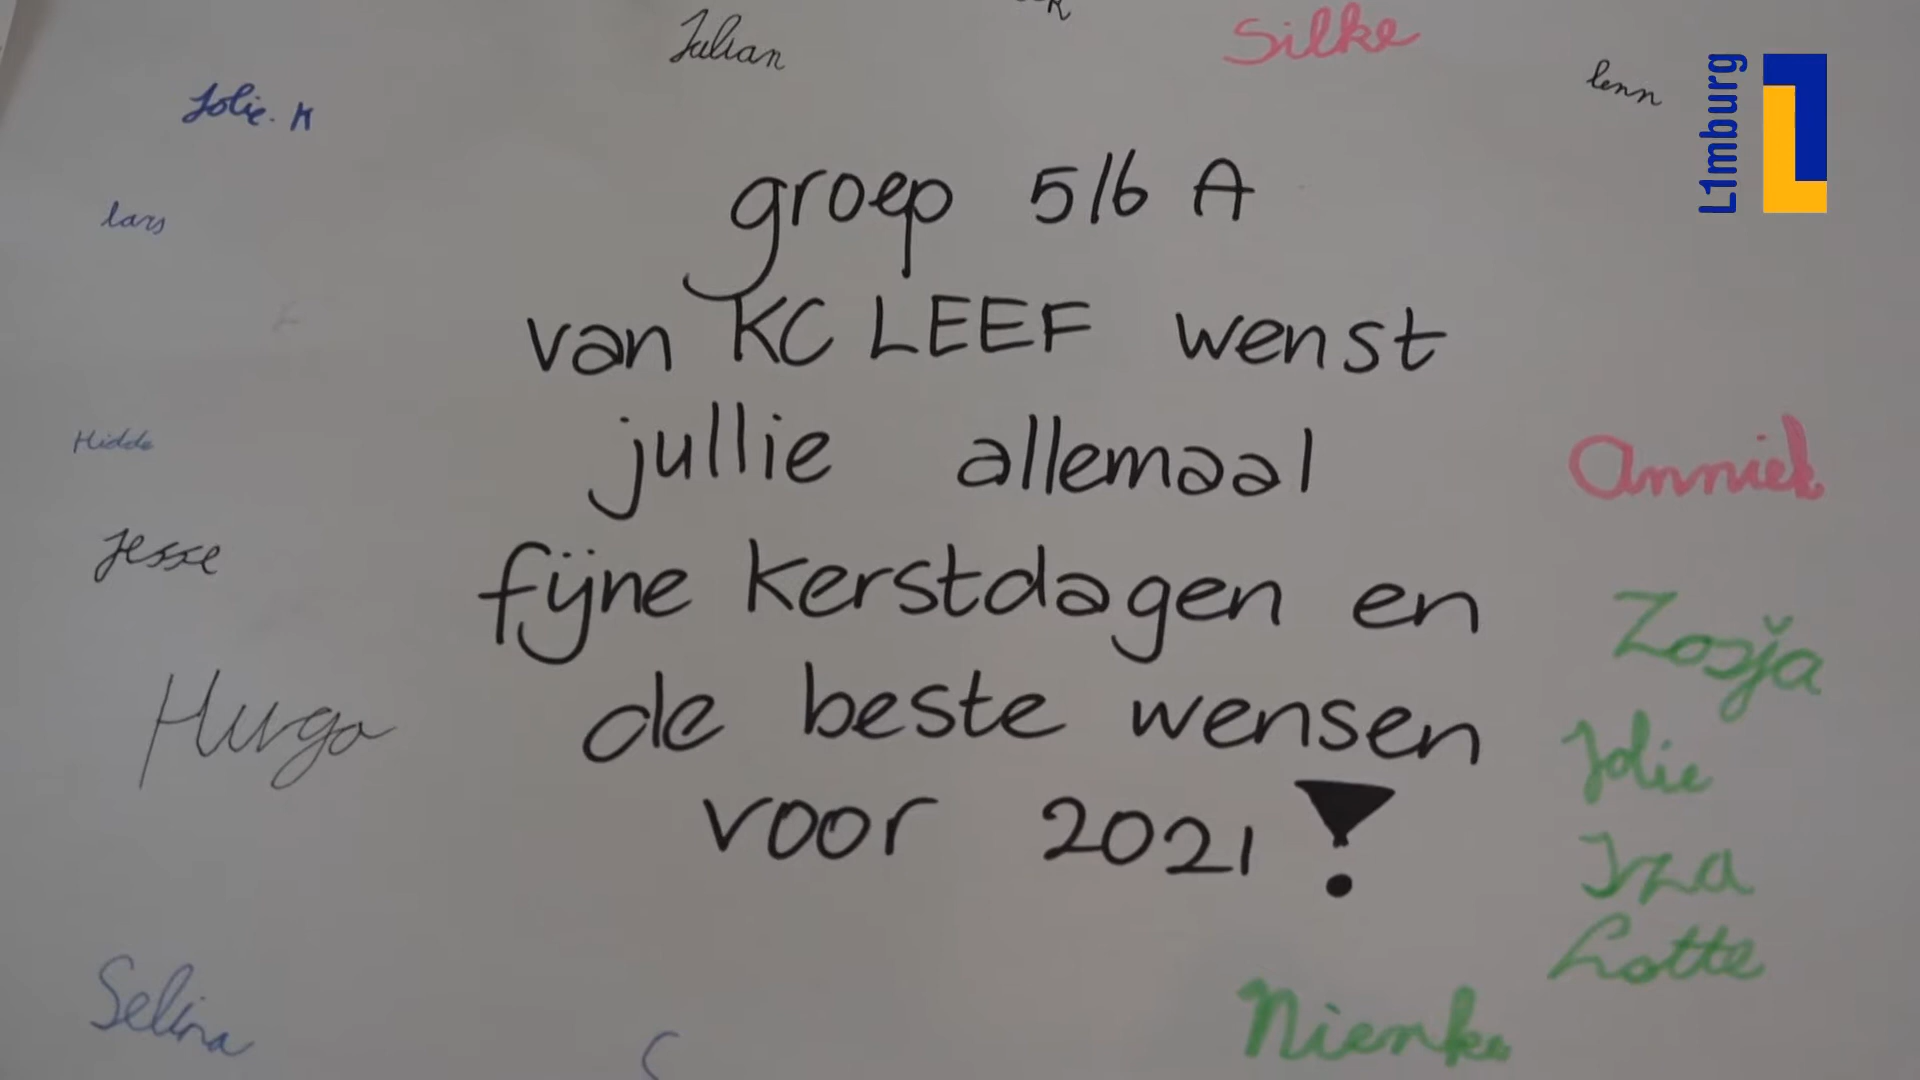 Julian
Silke
lenn
Jolie. K
L1mburg
lars
groep 5/6 A
van KC LEEF wenst
jullie allemaal
Hidde
Anniek
Jesse
fijne kerstdagen en
Zosja
Hugo
de beste wensen
Jolie
voor 2021!
Iza
Lotte
Selina
Nienke